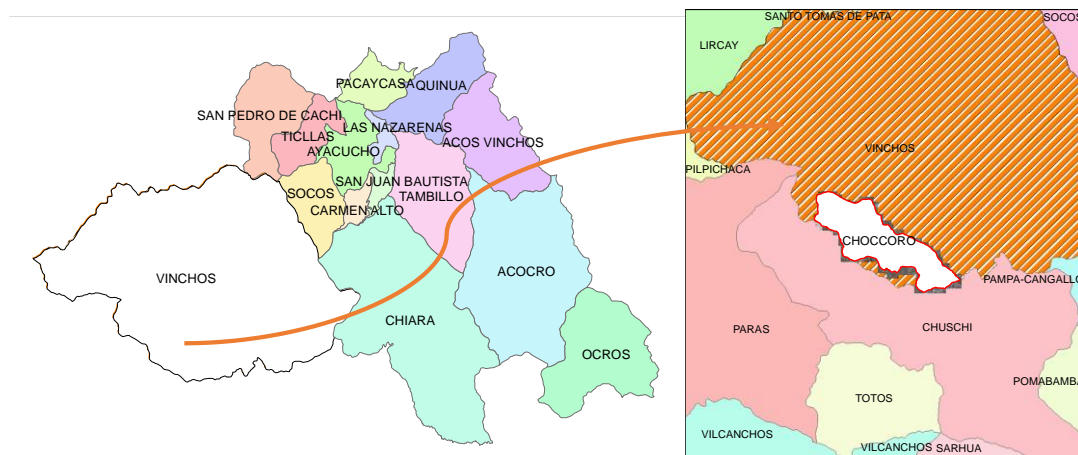 PACAYCASA
QUINUA
SAN PEDRO DE CACHI
LAS NAZARENAS
TICLLAS
ACOS VINCHOS
AYACUCHO
SAN JUAN BAUTISTA
SOCOS
TAMBILLO
CARMEN ALTO
VINCHOS
ACOCRO
CHIARA
OCROS
SANTO TOMAS DE PATA
SOCOS
LIRCAY
VINCHOS
PILPICHACA
CHOCCORO
PAMPA-CANGALLO
PARAS
CHUSCHI
POMABAMBA
TOTOS
VILCANCHOS
VILCANCHOS
SARHUA